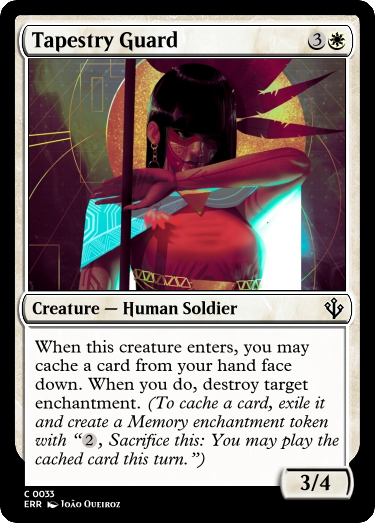 Tapestry Guard 3
Creature — Human Soldier
When this creature enters, you may
cache a card from your hand face
down. When you do, destroy target
enchantment. (To cache a card, exile it
and create a Memory enchantment token
with “2, Sacrifice this: You may play the
cached card this turn.”)
3/4
C 0033
ERR João Queiroz